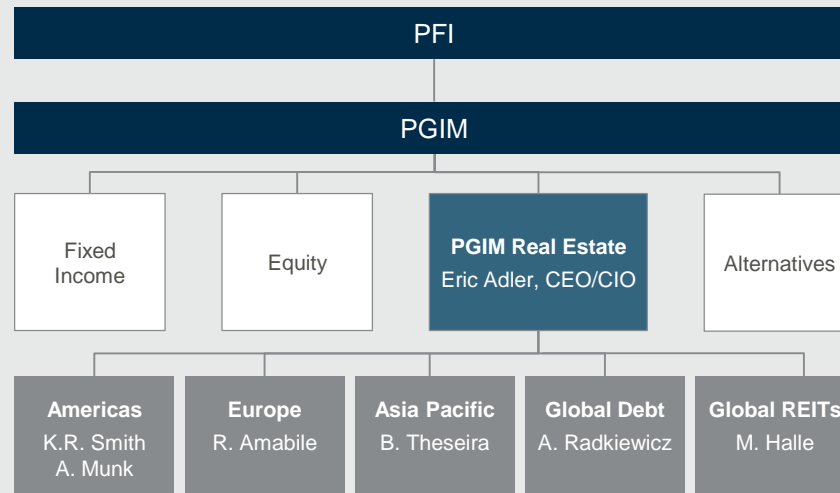 PFI
PGIM
Fixed
Income
Equity
PGIM Real Estate
Eric Adler, CEO/CIO
Alternatives
Americas
K.R. Smith
A. Munk
Europe
R. Amabile
Asia Pacific
B. Theseira
Global Debt
A. Radkiewicz
Global REITs
M. Halle